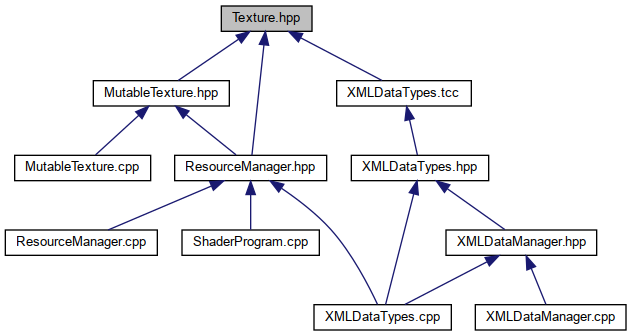 Texture.hpp
MutableTexture.hpp
XMLDataTypes.tcc
MutableTexture.cpp
ResourceManager.hpp
XMLDataTypes.hpp
ResourceManager.cpp
ShaderProgram.cpp
XMLDataManager.hpp
XMLDataTypes.cpp
XMLDataManager.cpp